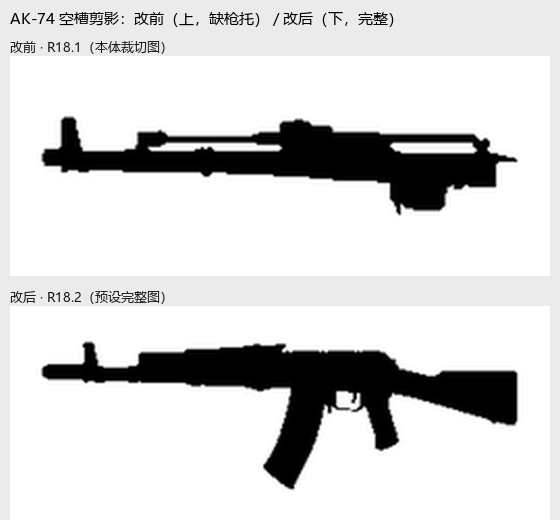 AK-74 空槽剪影：改前（上，缺枪托） / 改后（下，完整）
改前 · R18.1（本体裁切图）
改后 · R18.2（预设完整图）